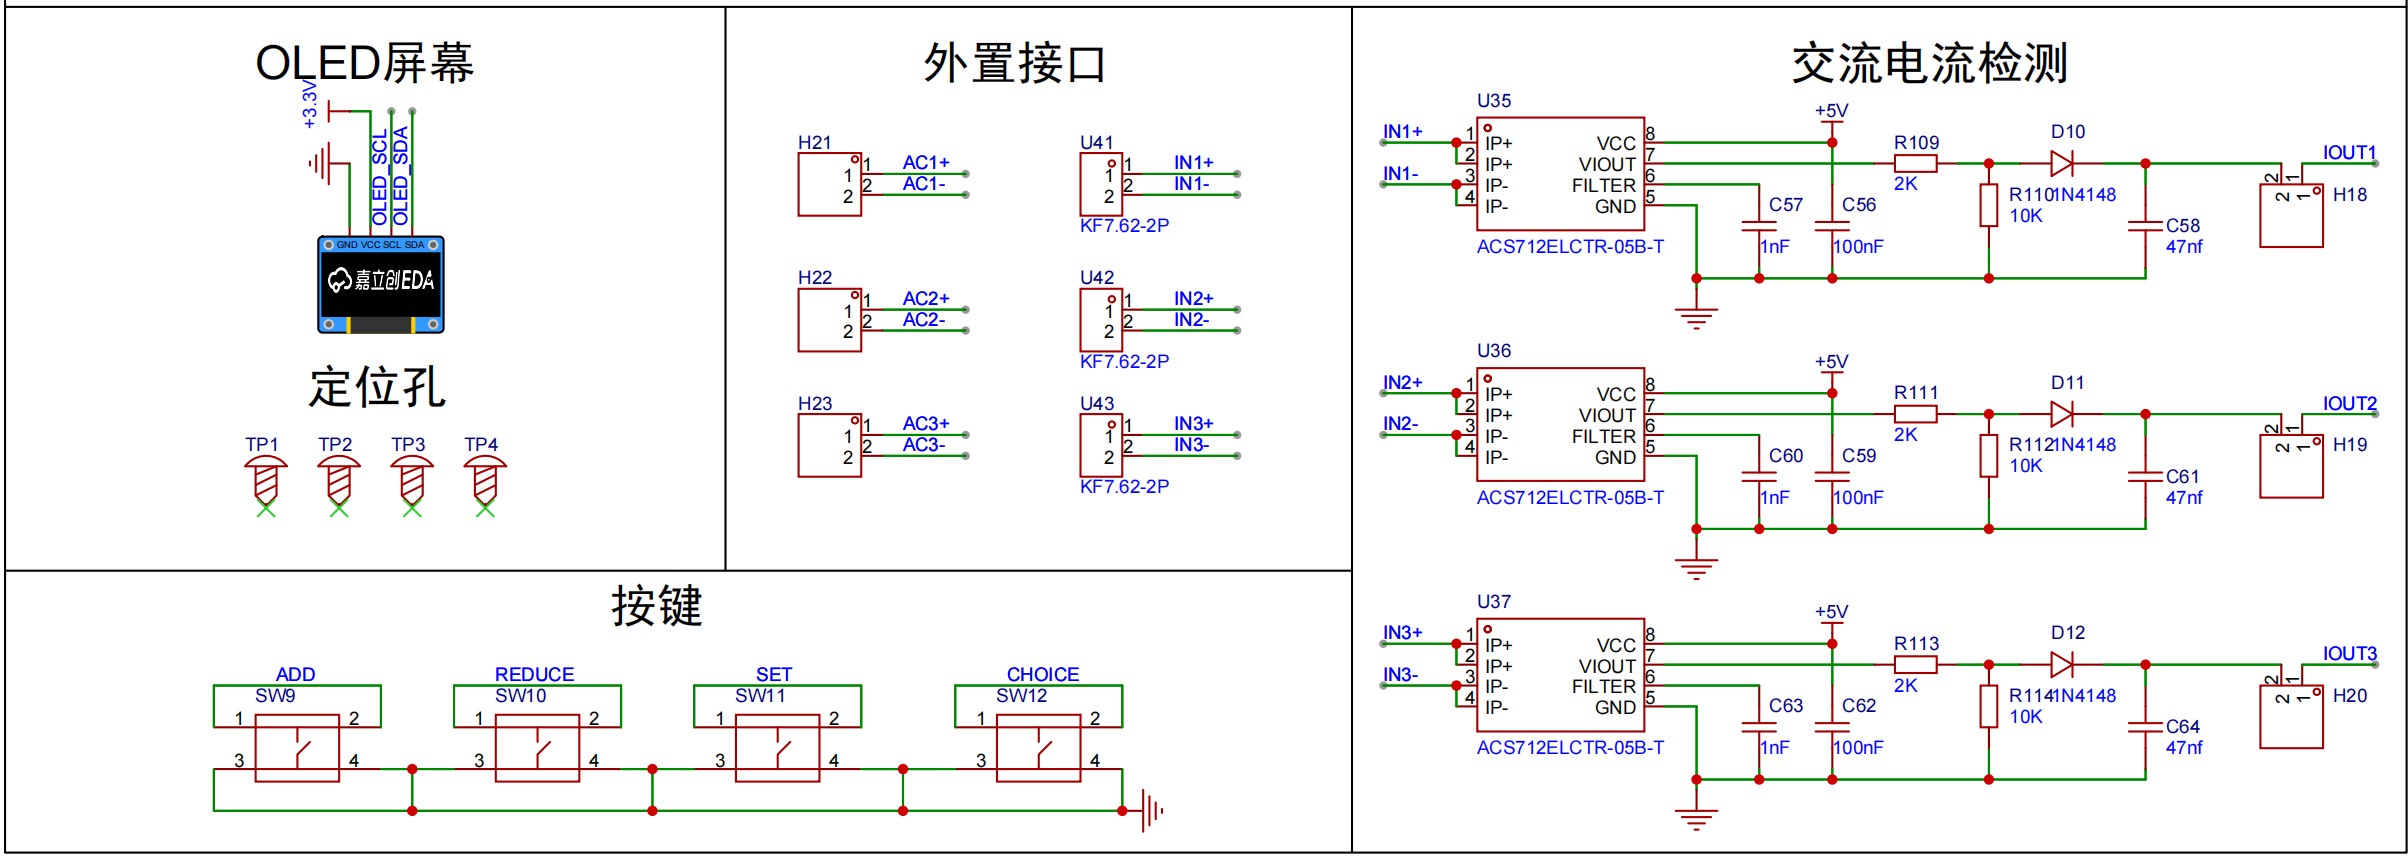 OLED屏幕
+3.3V
OLED_SCL
OLED_SDA
GND VCC SCL SDA
嘉立创EDA
定位孔
TP1 TP2 TP3 TP4
外置接口
H21
1 1 AC1+
2 2 AC1-
U41
1 1 IN1+
2 2 IN1-
KF7.62-2P
H22
1 1 AC2+
2 2 AC2-
U42
1 1 IN2+
2 2 IN2-
KF7.62-2P
H23
1 1 AC3+
2 2 AC3-
U43
1 1 IN3+
2 2 IN3-
KF7.62-2P
按键
ADD REDUCE SET CHOICE
SW9 SW10 SW11 SW12
1 2 1 2 1 2 1 2
3 4 3 4 3 4 3 4
交流电流检测
U35 +5V
IN1+ 1 IP+ VCC 8 R109 D10
2 IP+ VIOUT 7 IOUT1
IN1- 3 IP- FILTER 6 2K R110 1N4148 2 1 H18
4 IP- GND 5 C57 C56 10K C58 2 1
ACS712ELCTR-05B-T 1nF 100nF 47nf
U36 +5V
IN2+ 1 IP+ VCC 8 R111 D11
2 IP+ VIOUT 7 IOUT2
IN2- 3 IP- FILTER 6 2K R112 1N4148 2 1 H19
4 IP- GND 5 C60 C59 10K C61 2 1
ACS712ELCTR-05B-T 1nF 100nF 47nf
U37 +5V
IN3+ 1 IP+ VCC 8 R113 D12
2 IP+ VIOUT 7 IOUT3
IN3- 3 IP- FILTER 6 2K R114 1N4148 2 1 H20
4 IP- GND 5 C63 C62 10K C64 2 1
ACS712ELCTR-05B-T 1nF 100nF 47nf